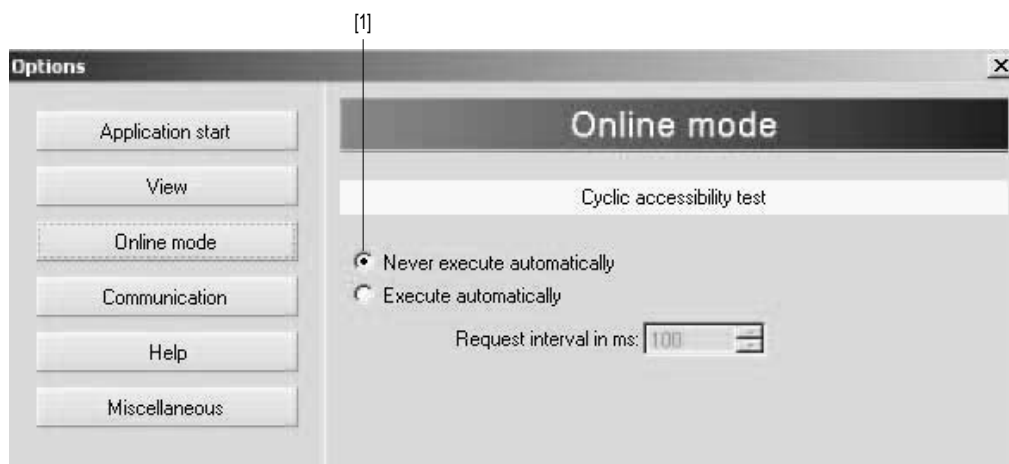 [1]
Options
Application start
View
Online mode
Communication
Help
Miscellaneous
Online mode
Cyclic accessibility test
Never execute automatically
Execute automatically
Request interval in ms: 100